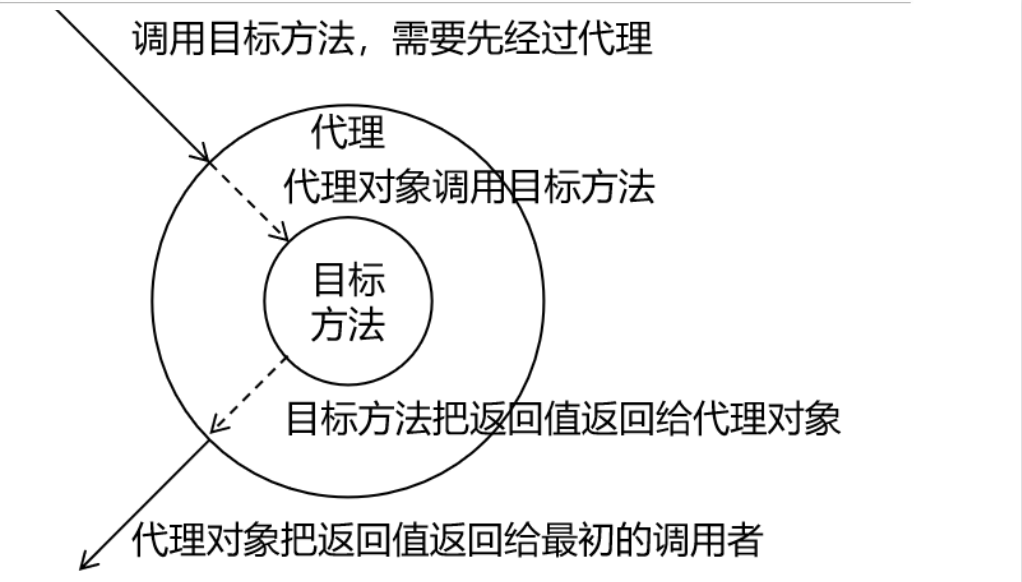 调用目标方法，需要先经过代理
代理
代理对象调用目标方法
目标
方法
目标方法把返回值返回给代理对象
代理对象把返回值返回给最初的调用者